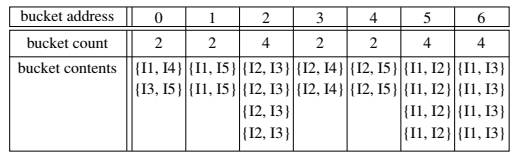 bucket address 0 1 2 3 4 5 6
bucket count 2 2 4 2 2 4 4
bucket contents {I1, I4} {I1, I5} {I2, I3} {I2, I4} {I2, I5} {I1, I2} {I1, I3}
{I3, I5} {I1, I5} {I2, I3} {I2, I4} {I2, I5} {I1, I2} {I1, I3}
{I2, I3} {I1, I2} {I1, I3}
{I2, I3} {I1, I2} {I1, I3}